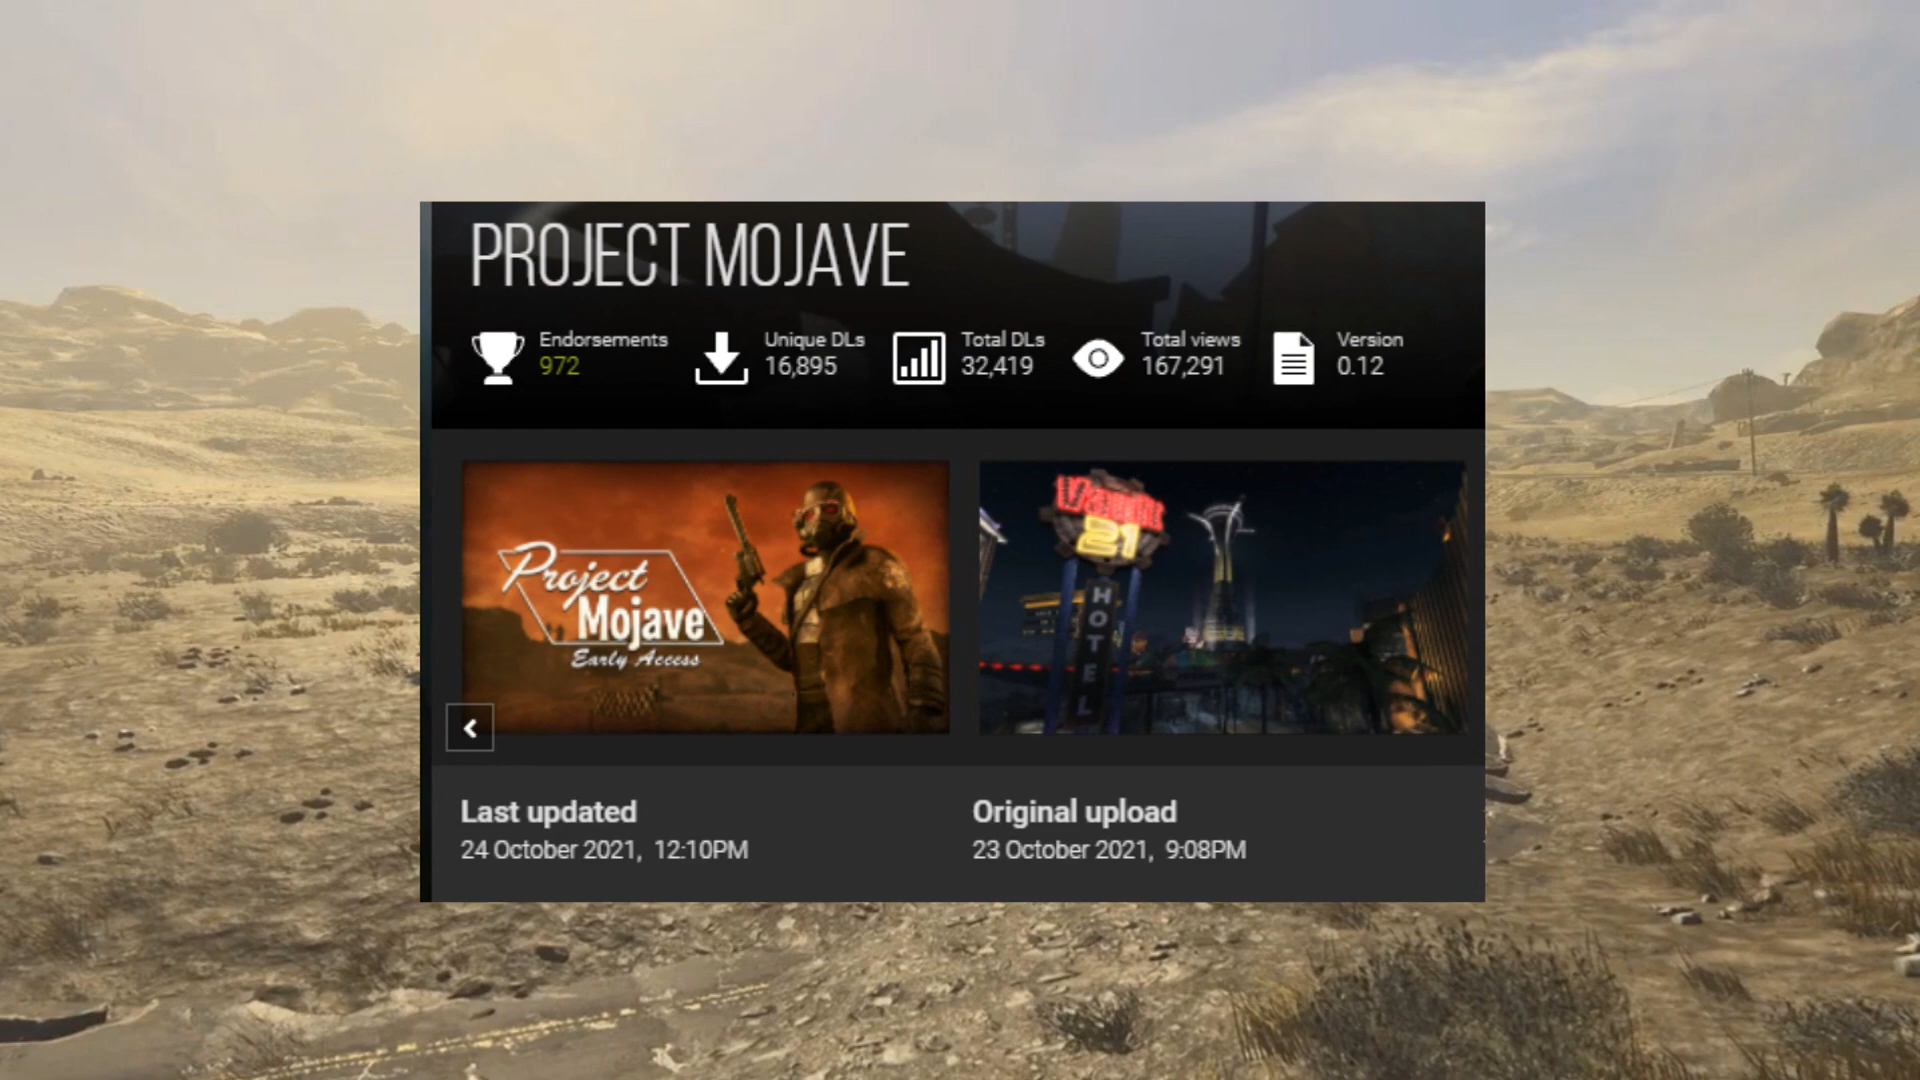 PROJECT MOJAVE
Endorsements
972
Unique DLs
16,895
Total DLs
32,419
Total views
167,291
Version
0.12
Project
Mojave
Early Access
21
HOTEL
Last updated
24 October 2021, 12:10PM
Original upload
23 October 2021, 9:08PM